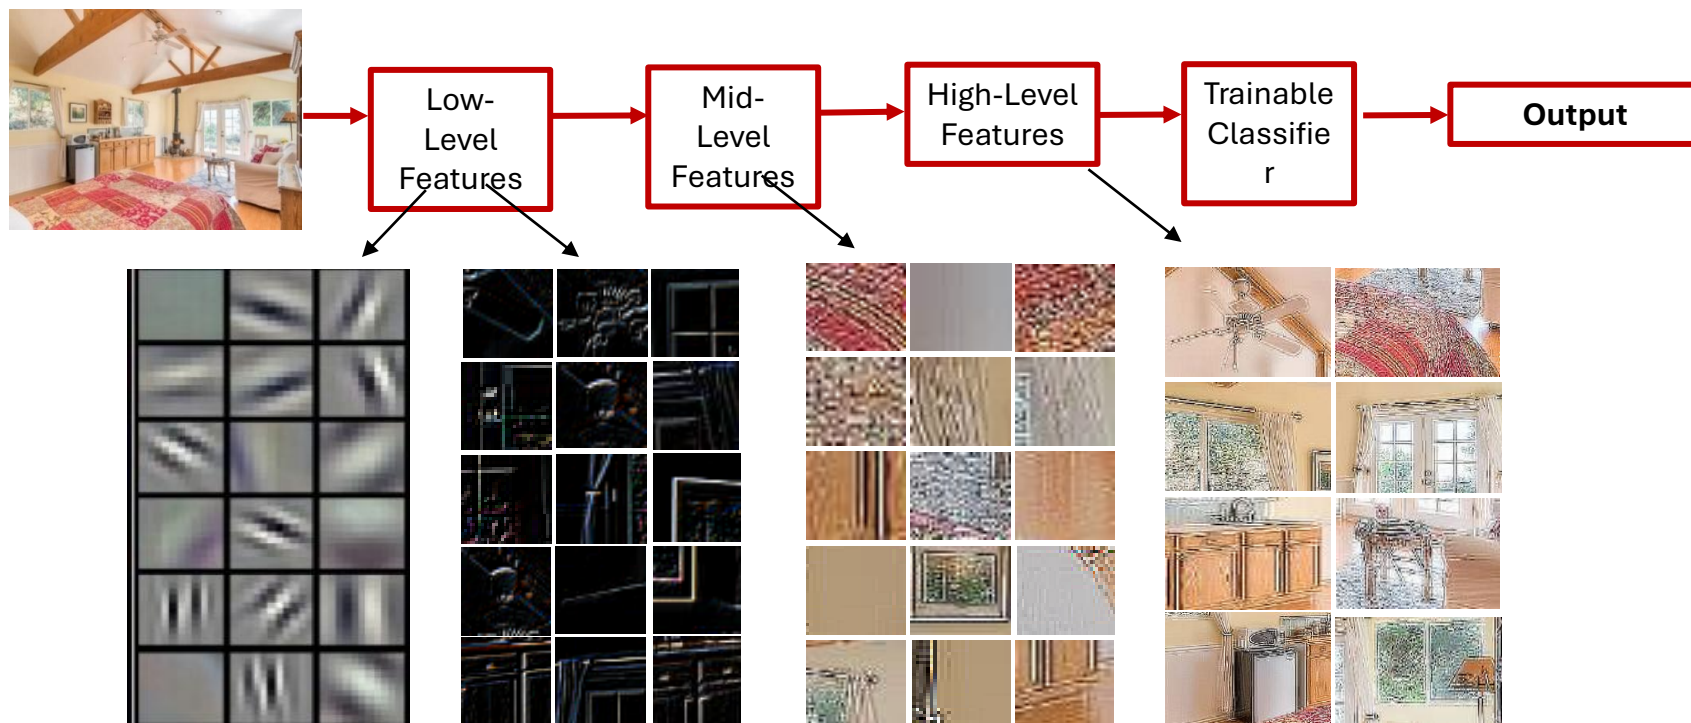 Low-
Level
Features
Mid-
Level
Features
High-Level
Features
Trainable
Classifie
r
Output